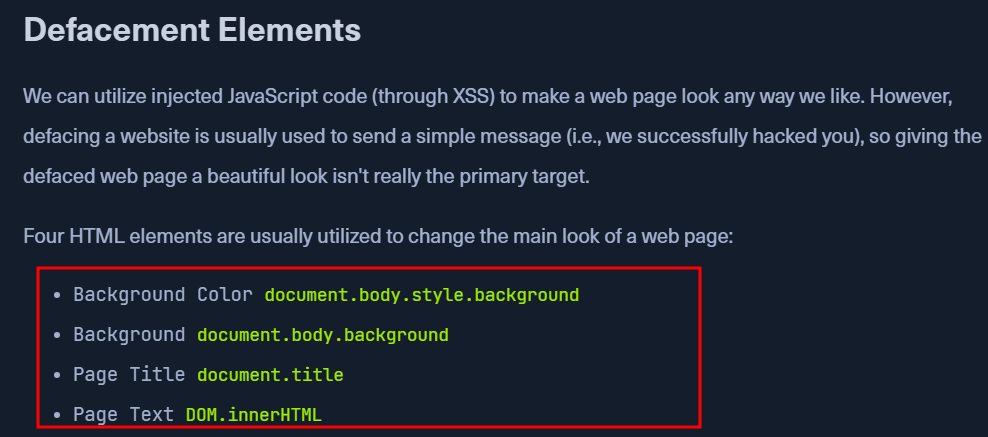 Defacement Elements
We can utilize injected JavaScript code (through XSS) to make a web page look any way we like. However,
defacing a website is usually used to send a simple message (i.e., we successfully hacked you), so giving the
defaced web page a beautiful look isn't really the primary target.
Four HTML elements are usually utilized to change the main look of a web page:
• Background Color document.body.style.background
• Background document.body.background
• Page Title document.title
• Page Text DOM.innerHTML